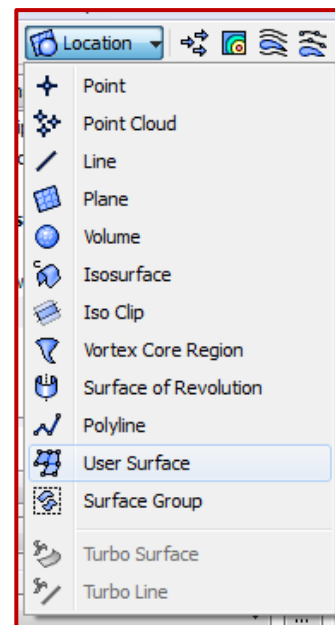 Location
Point
Point Cloud
Line
Plane
Volume
Isosurface
Iso Clip
Vortex Core Region
Surface of Revolution
Polyline
User Surface
Surface Group
Turbo Surface
Turbo Line
...